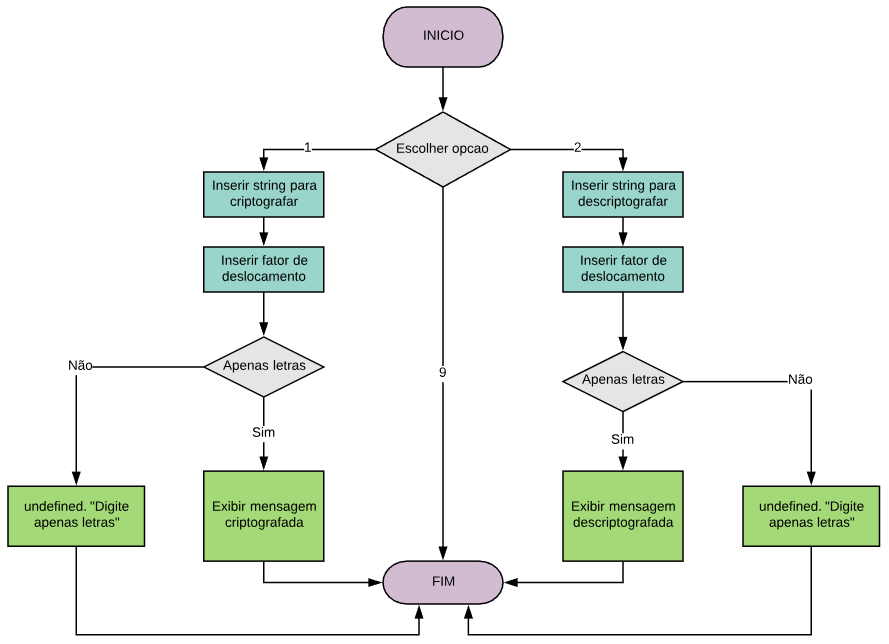 INICIO
Escolher opcao
1
2
Inserir string para
criptografar
Inserir string para
descriptografar
Inserir fator de
deslocamento
Inserir fator de
deslocamento
Apenas letras
Apenas letras
Não
9
Não
Sim
Sim
undefined. "Digite
apenas letras"
Exibir mensagem
criptografada
Exibir mensagem
descriptografada
undefined. "Digite
apenas letras"
FIM